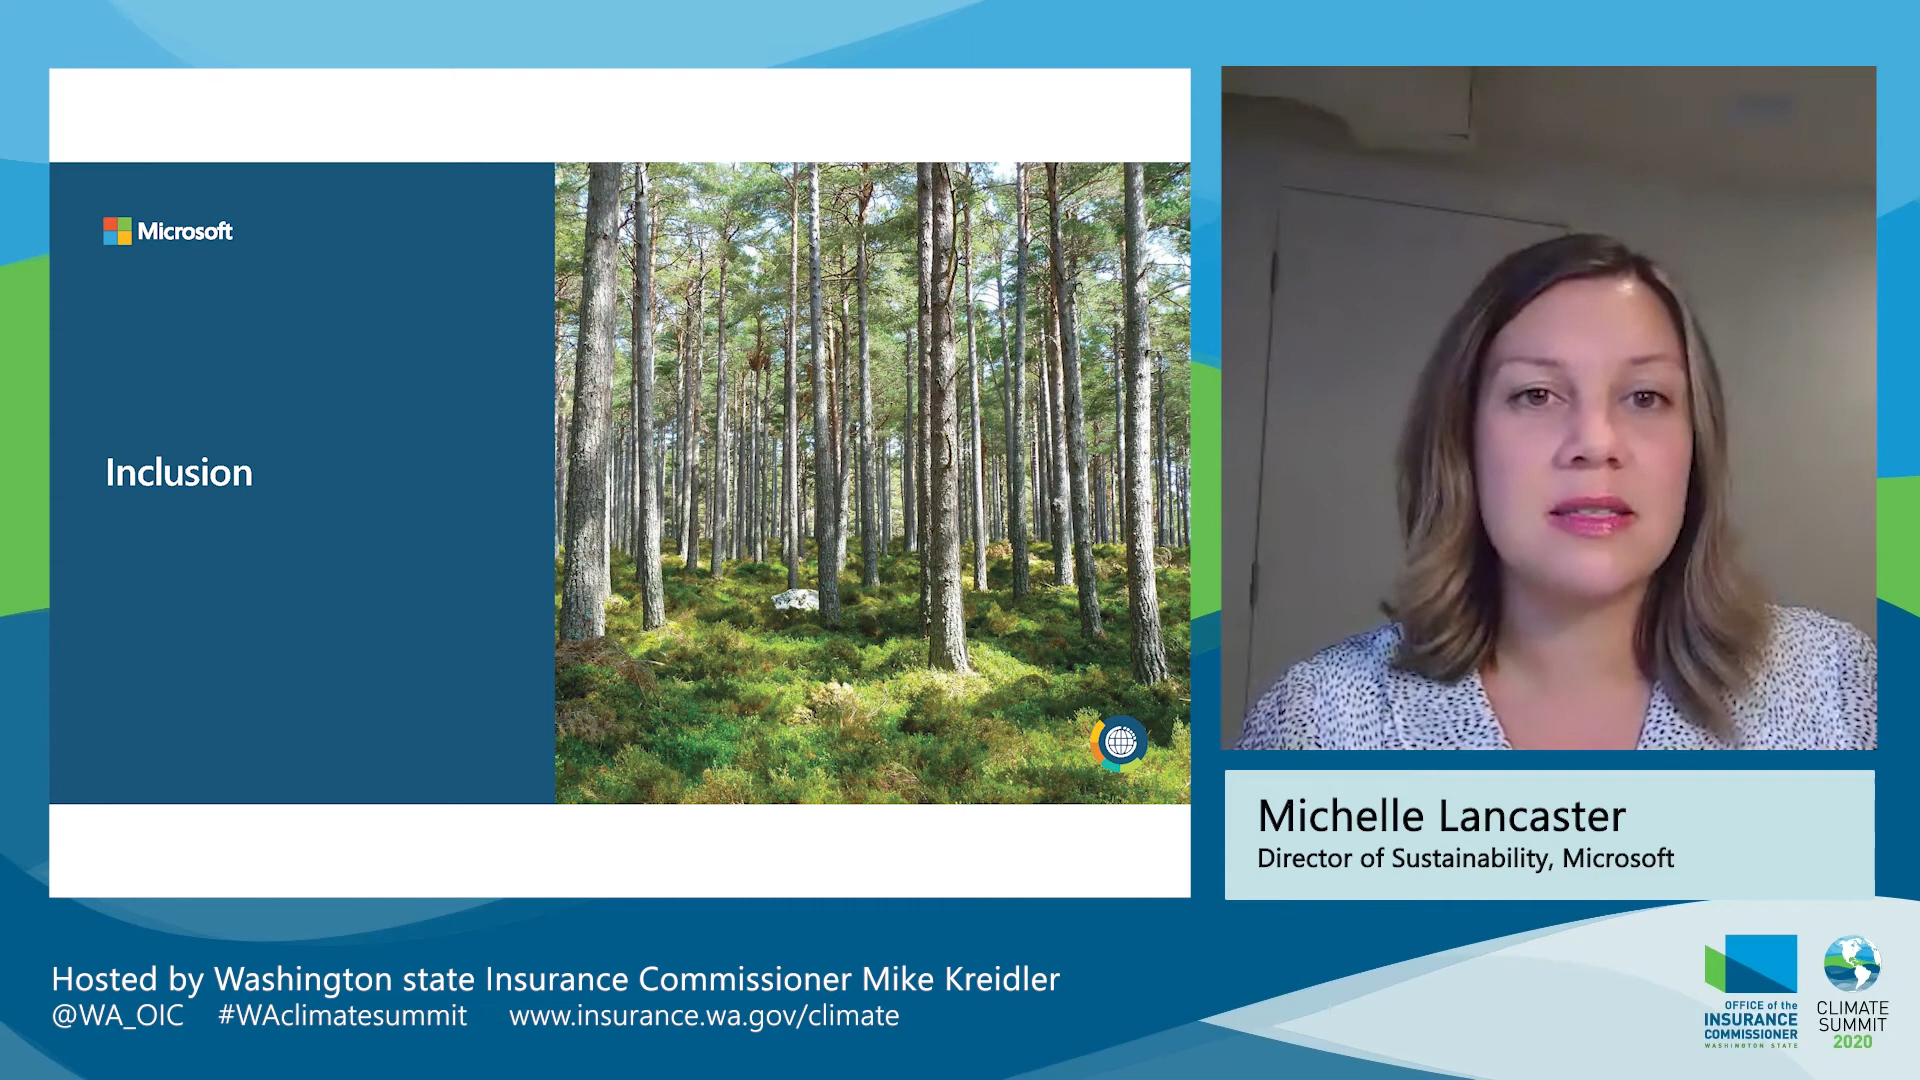 Microsoft
Inclusion
Michelle Lancaster
Director of Sustainability, Microsoft
Hosted by Washington state Insurance Commissioner Mike Kreidler
@WA_OIC #WAclimatesummit www.insurance.wa.gov/climate
OFFICE of the
INSURANCE
COMMISSIONER
WASHINGTON STATE
CLIMATE
SUMMIT
2020